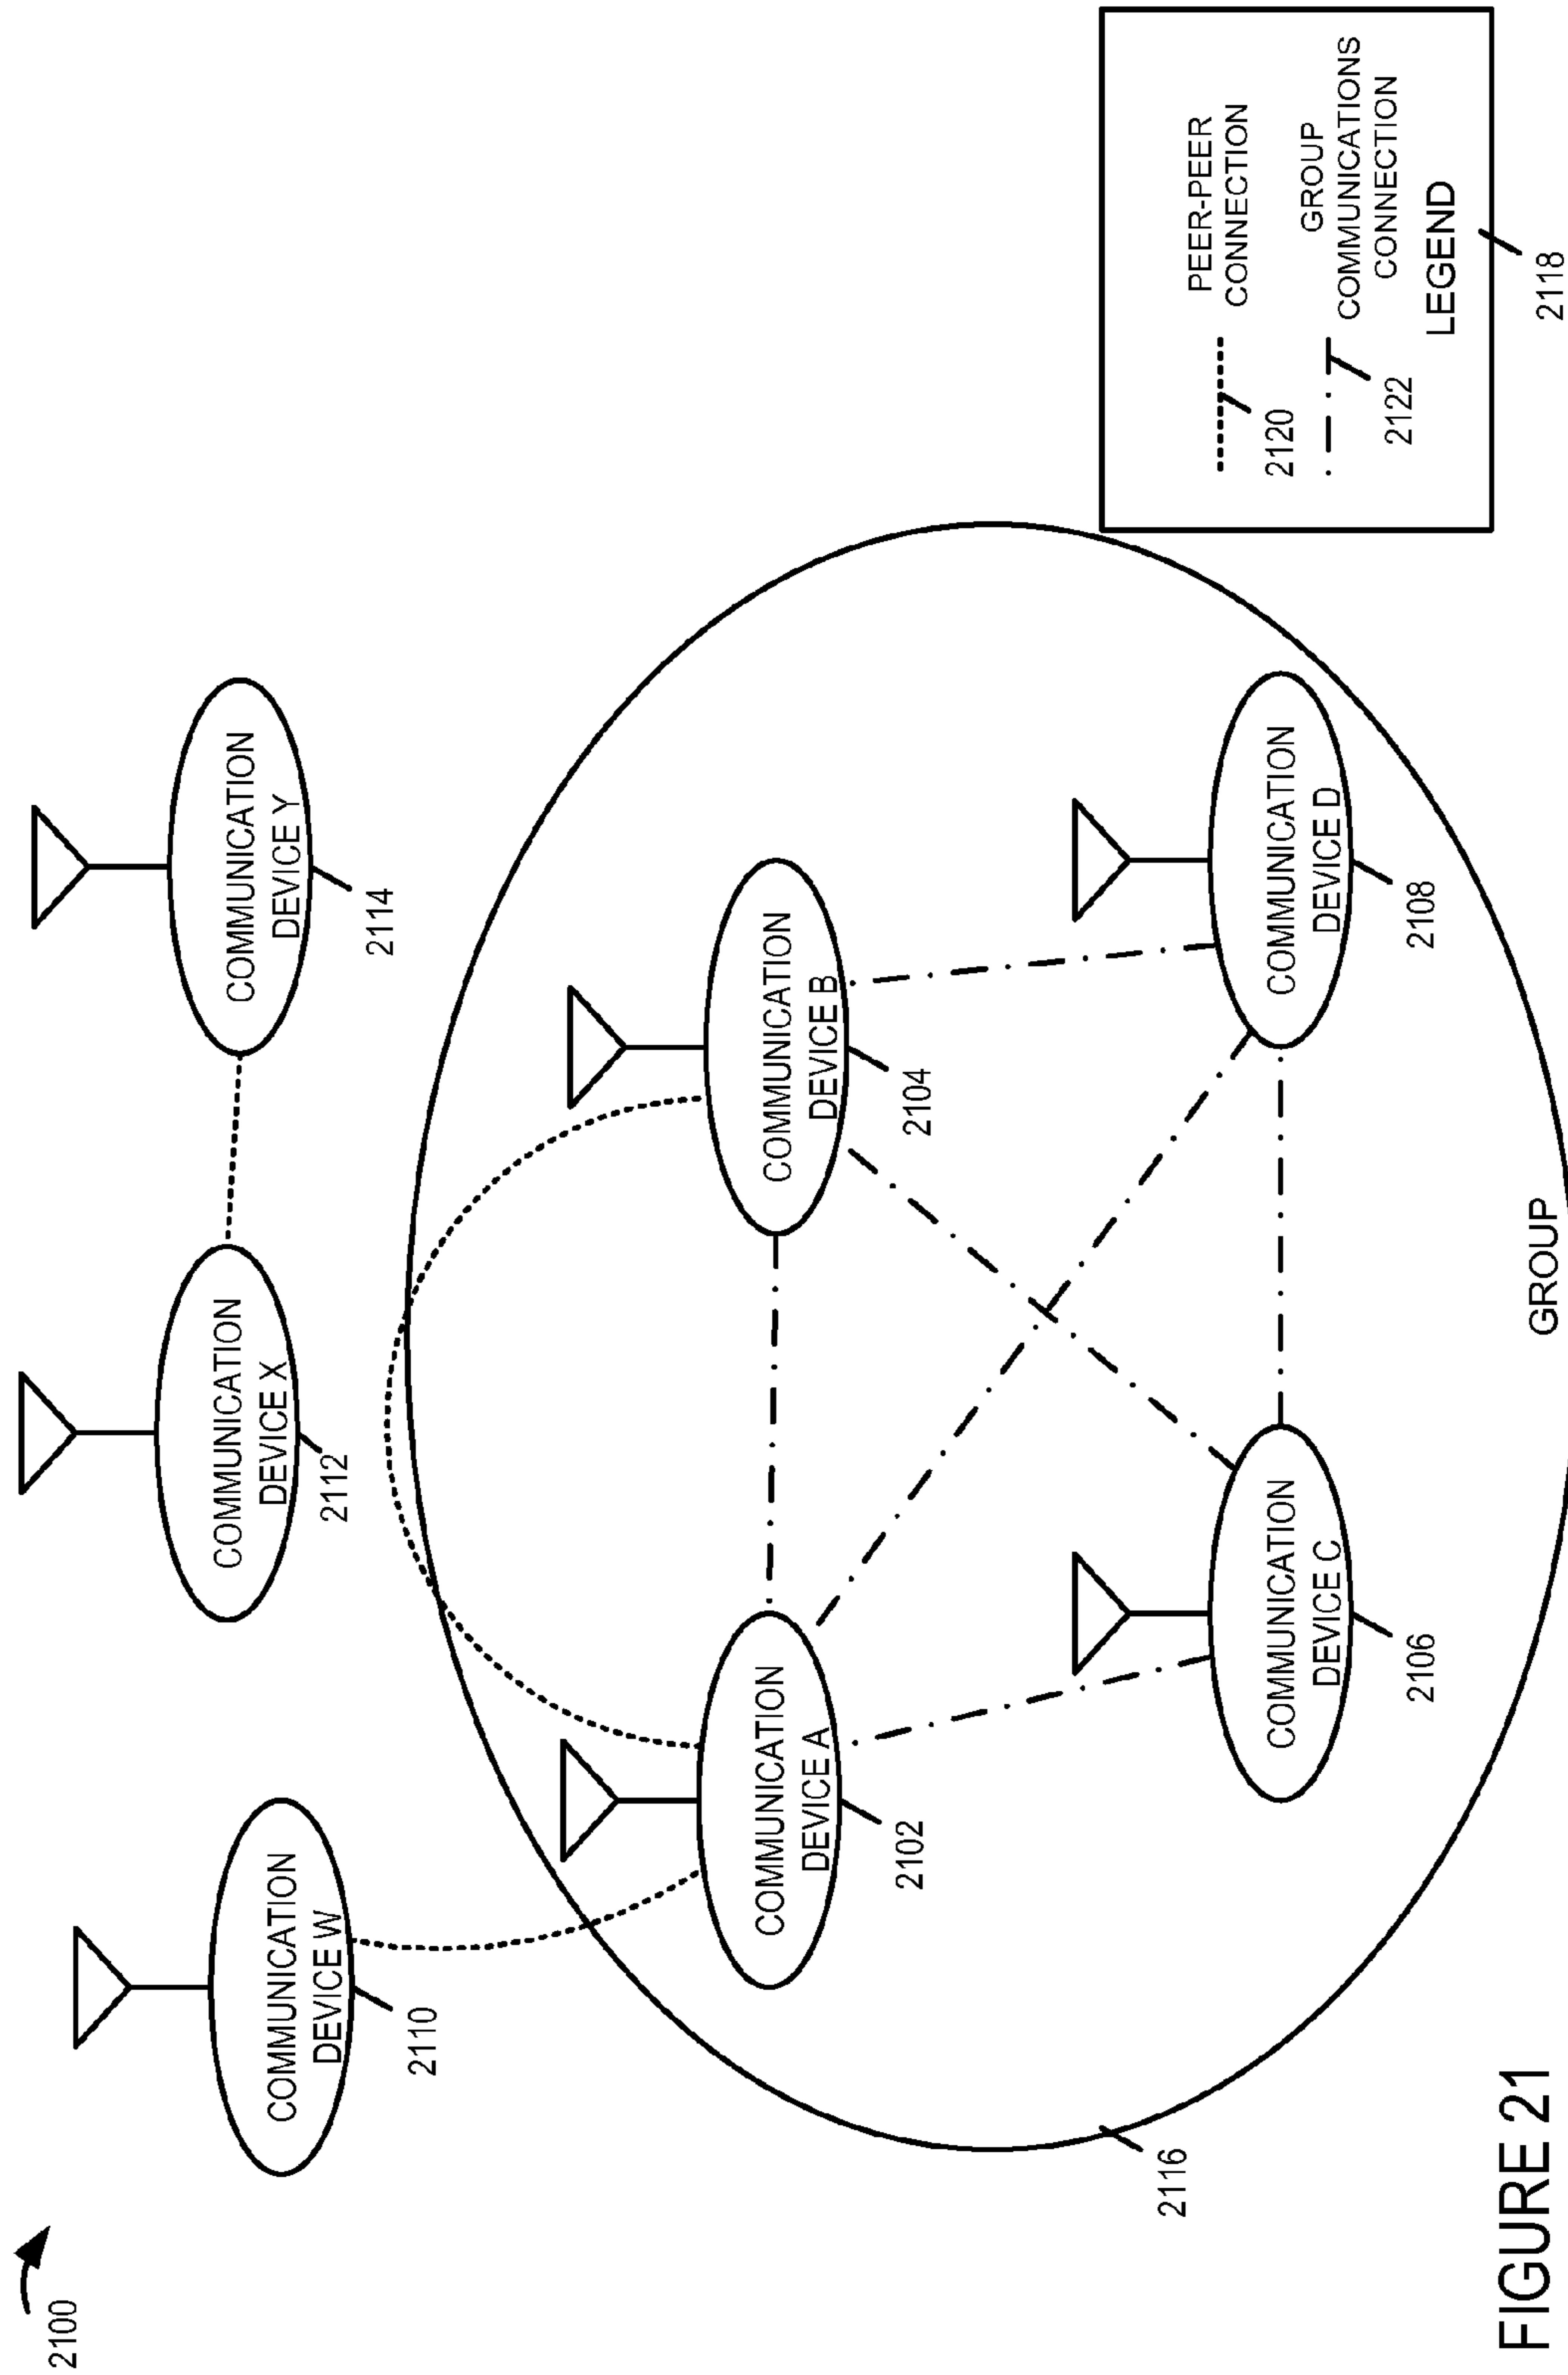 2100
COMMUNICATION
DEVICE W
2110
COMMUNICATION
DEVICE X
2112
COMMUNICATION
DEVICE Y
2114
COMMUNICATION
DEVICE A
2102
COMMUNICATION
DEVICE B
2104
COMMUNICATION
DEVICE C
2106
COMMUNICATION
DEVICE D
2108
2116
GROUP
PEER-PEER
CONNECTION
2120
GROUP
COMMUNICATIONS
CONNECTION
2122
LEGEND
2118
FIGURE 21